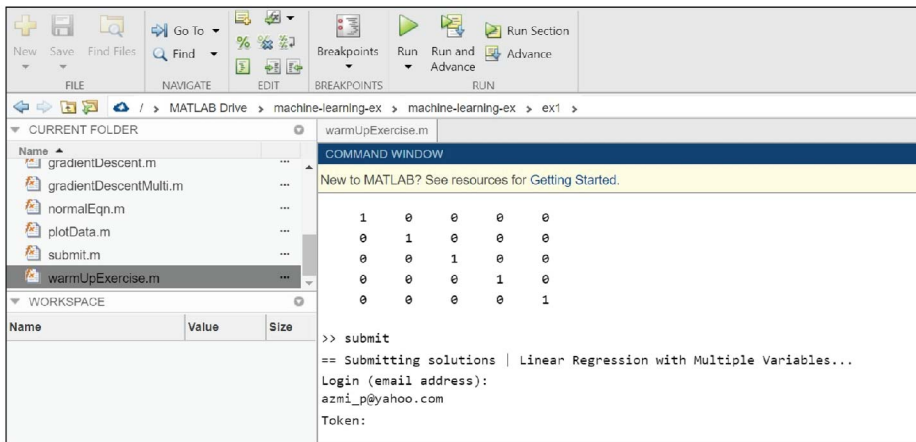 New Save Find Files
Go To
Find
Breakpoints Run Run and Advance
Run Section
Advance
FILE NAVIGATE EDIT BREAKPOINTS RUN
/ > MATLAB Drive > machine-learning-ex > machine-learning-ex > ex1 >
CURRENT FOLDER
Name
gradientDescent.m
gradientDescentMulti.m
normalEqn.m
plotData.m
submit.m
warmUpExercise.m
WORKSPACE
Name Value Size
warmUpExercise.m
COMMAND WINDOW
New to MATLAB? See resources for Getting Started.
1 0 0 0 0
0 1 0 0 0
0 0 1 0 0
0 0 0 1 0
0 0 0 0 1
>> submit
== Submitting solutions | Linear Regression with Multiple Variables...
Login (email address):
azmi_p@yahoo.com
Token: